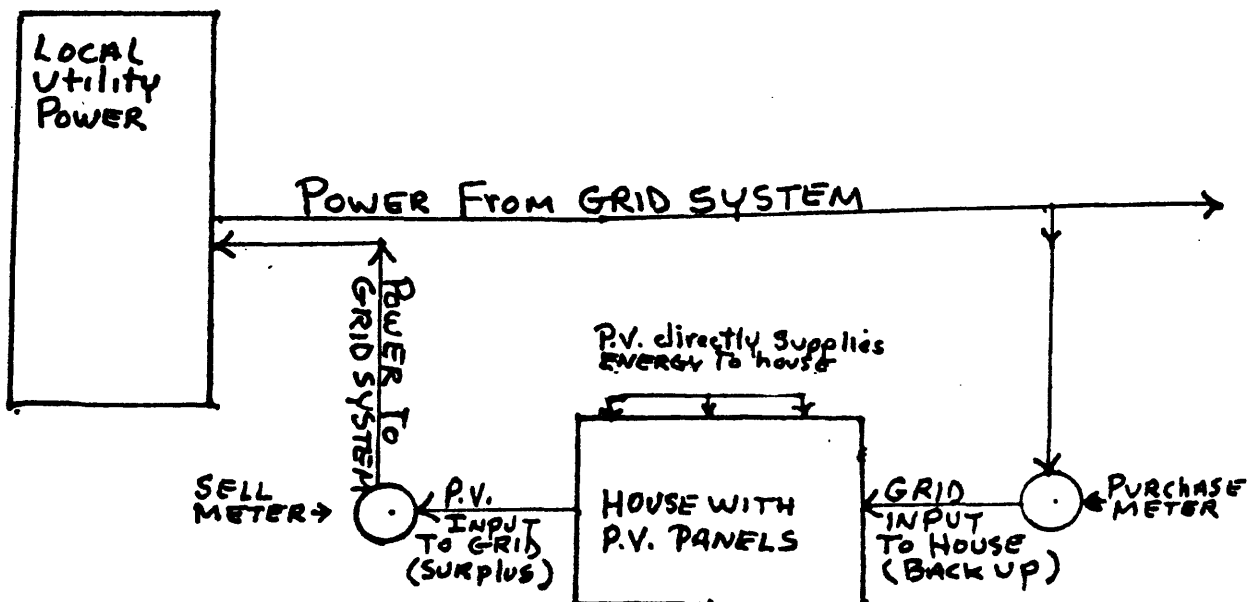 LOCAL
Utility
POWER
POWER FROM GRID SYSTEM
POWER TO
GRID SYSTEM
P.V. directly Supplies
ENERGY To house
SELL
METER
P.V.
INPUT
TO GRID
(SURPLUS)
HOUSE WITH
P.V. PANELS
GRID
INPUT
TO HOUSE
(BACK UP)
PURCHASE
METER